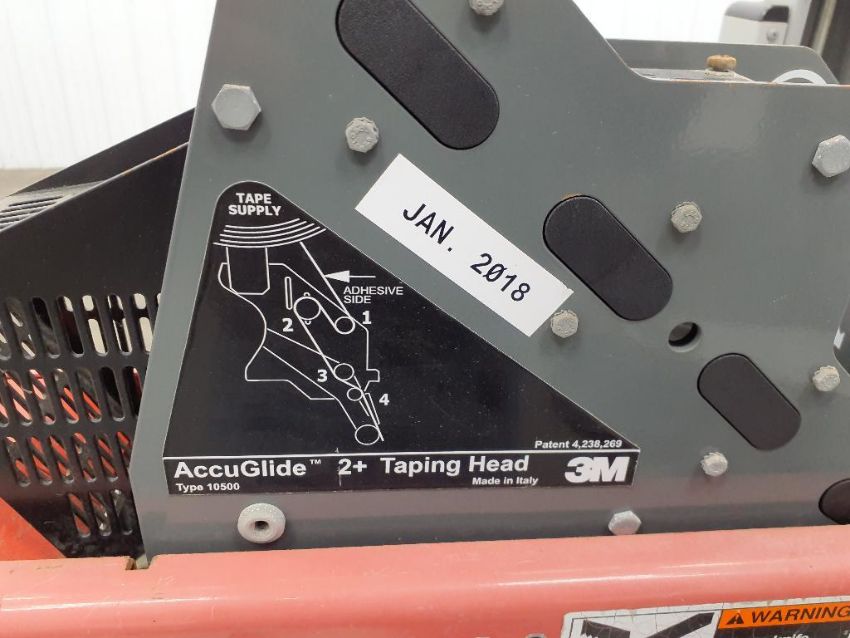 TAPE
SUPPLY
JAN. 2018
ADHESIVE
SIDE
1
2
3
4
Patent 4,238,269
AccuGlide™ 2+ Taping Head
Type 10500
Made in Italy
3M
WARNING